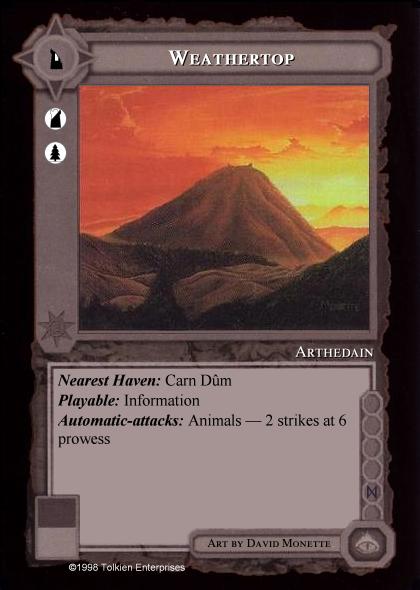 WEATHERTOP
MONETTE
ARTHEDAIN
Nearest Haven: Carn Dûm
Playable: Information
Automatic-attacks: Animals — 2 strikes at 6
prowess
ART BY DAVID MONETTE
©1998 Tolkien Enterprises